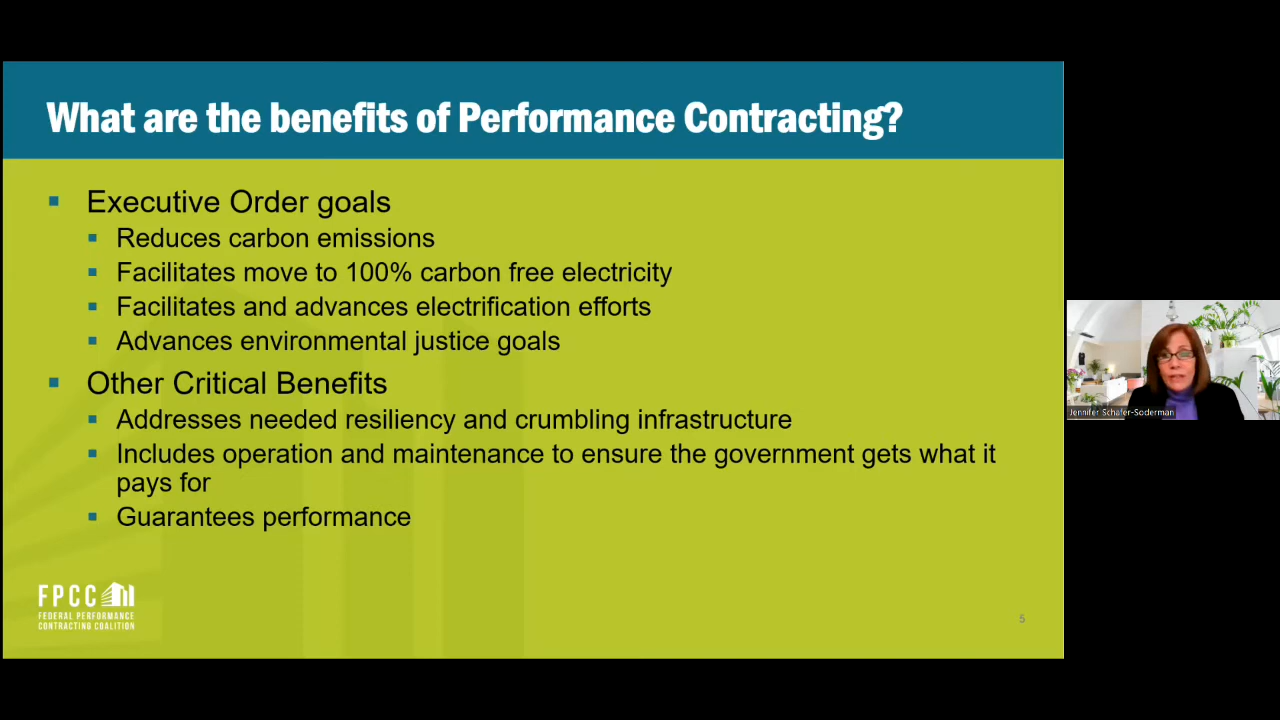 What are the benefits of Performance Contracting?
Executive Order goals
Reduces carbon emissions
Facilitates move to 100% carbon free electricity
Facilitates and advances electrification efforts
Advances environmental justice goals
Other Critical Benefits
Addresses needed resiliency and crumbling infrastructure
Includes operation and maintenance to ensure the government gets what it
pays for
Guarantees performance
FPCC
FEDERAL PERFORMANCE
CONTRACTING COALITION
5
Jennifer Schafer-Soderman